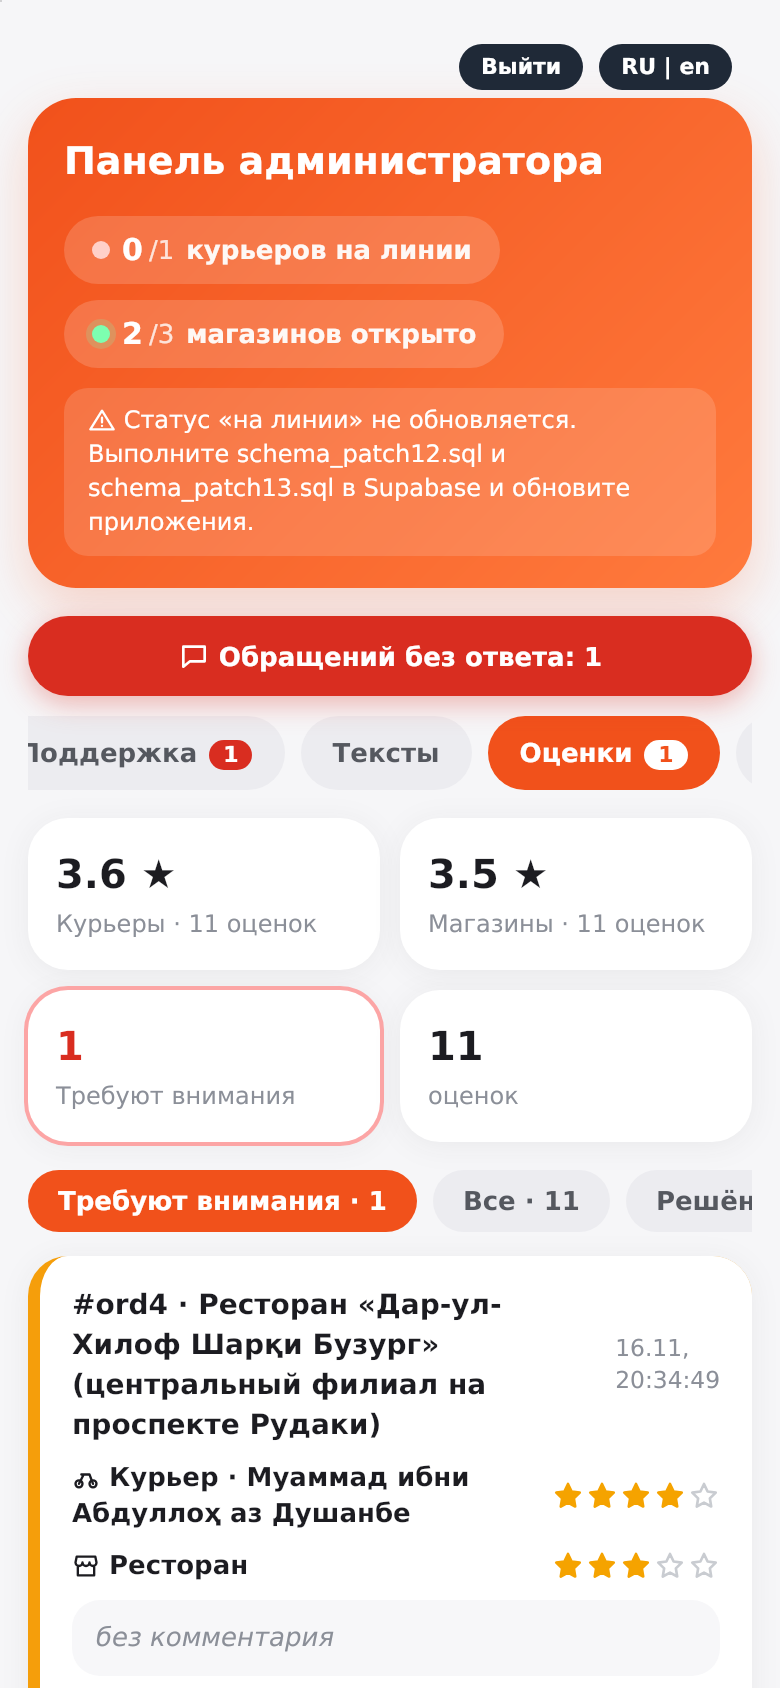 Выйти
RU | en
Панель администратора
0 /1 курьеров на линии
2 /3 магазинов открыто
Статус «на линии» не обновляется.
Выполните schema_patch12.sql и
schema_patch13.sql в Supabase и обновите
приложения.
Обращений без ответа: 1
Поддержка 1
Тексты
Оценки 1
3.6 ★
Курьеры · 11 оценок
3.5 ★
Магазины · 11 оценок
1
Требуют внимания
11
оценок
Требуют внимания · 1
Все · 11
Решён
#ord4 · Ресторан «Дар-ул-
Хилоф Шарқи Бузург»
(центральный филиал на
проспекте Рудаки)
16.11,
20:34:49
Курьер · Муаммад ибни
Абдуллоҳ аз Душанбе
Ресторан
без комментария